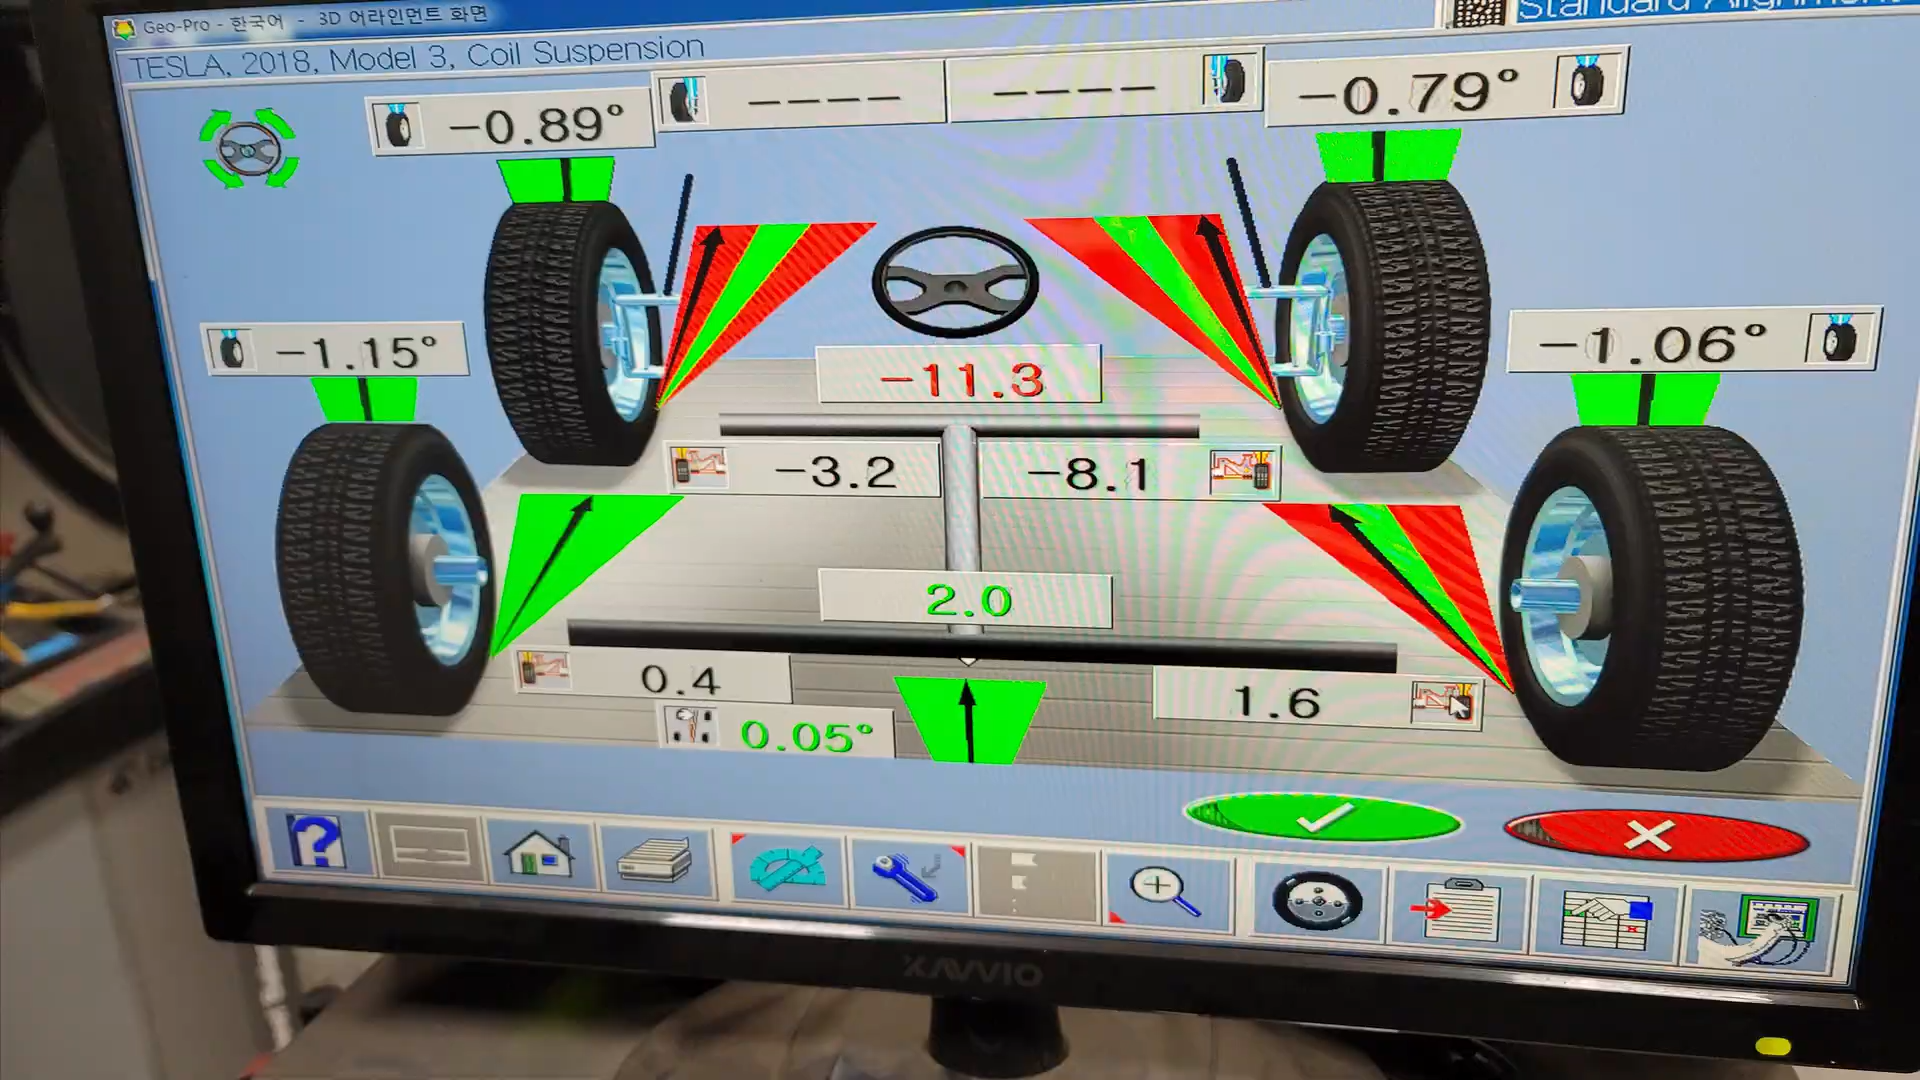 Geo-Pro - 한국어 - 3D 어라인먼트 화면
Standard Alignment
TESLA, 2018, Model 3, Coil Suspension
-0.89° ---- ---- -0.79°
-1.15° -1.06°
-11.3
-3.2 -8.1
2.0
0.4 1.6
0.05°
?
XAVVIO